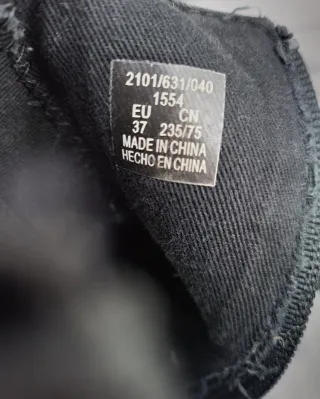 2101/631/040
1554
EU CN
37 235/75
MADE IN CHINA
HECHO EN CHINA